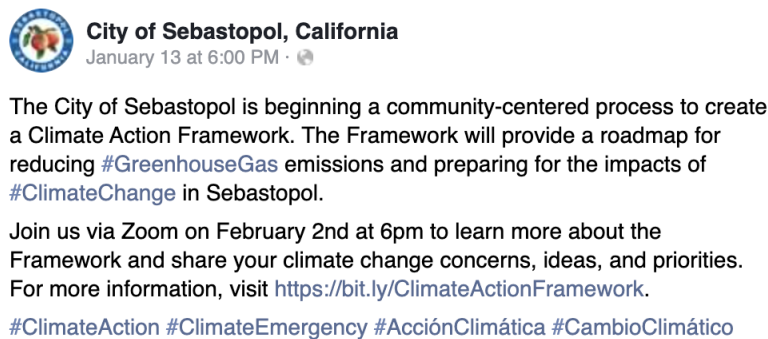 SEBASTOPOL
CALIFORNIA
City of Sebastopol, California
January 13 at 6:00 PM ·
The City of Sebastopol is beginning a community-centered process to create
a Climate Action Framework. The Framework will provide a roadmap for
reducing #GreenhouseGas emissions and preparing for the impacts of
#ClimateChange in Sebastopol.
Join us via Zoom on February 2nd at 6pm to learn more about the
Framework and share your climate change concerns, ideas, and priorities.
For more information, visit https://bit.ly/ClimateActionFramework.
#ClimateAction #ClimateEmergency #AcciónClimática #CambioClimático